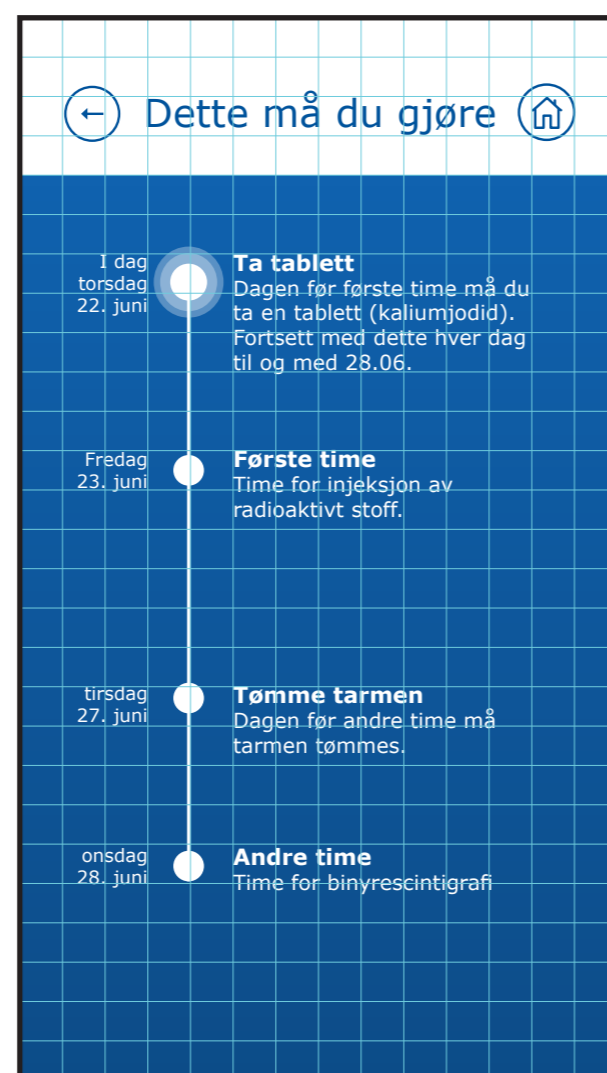 Dette må du gjøre
I dag
torsdag
22. juni
Ta tablett
Dagen før første time må du
ta en tablett (kaliumjodid).
Fortsett med dette hver dag
til og med 28.06.
Fredag
23. juni
Første time
Time for injeksjon av
radioaktivt stoff.
tirsdag
27. juni
Tømme tarmen
Dagen før andre time må
tarmen tømmes.
onsdag
28. juni
Andre time
Time for binyrescintigrafi